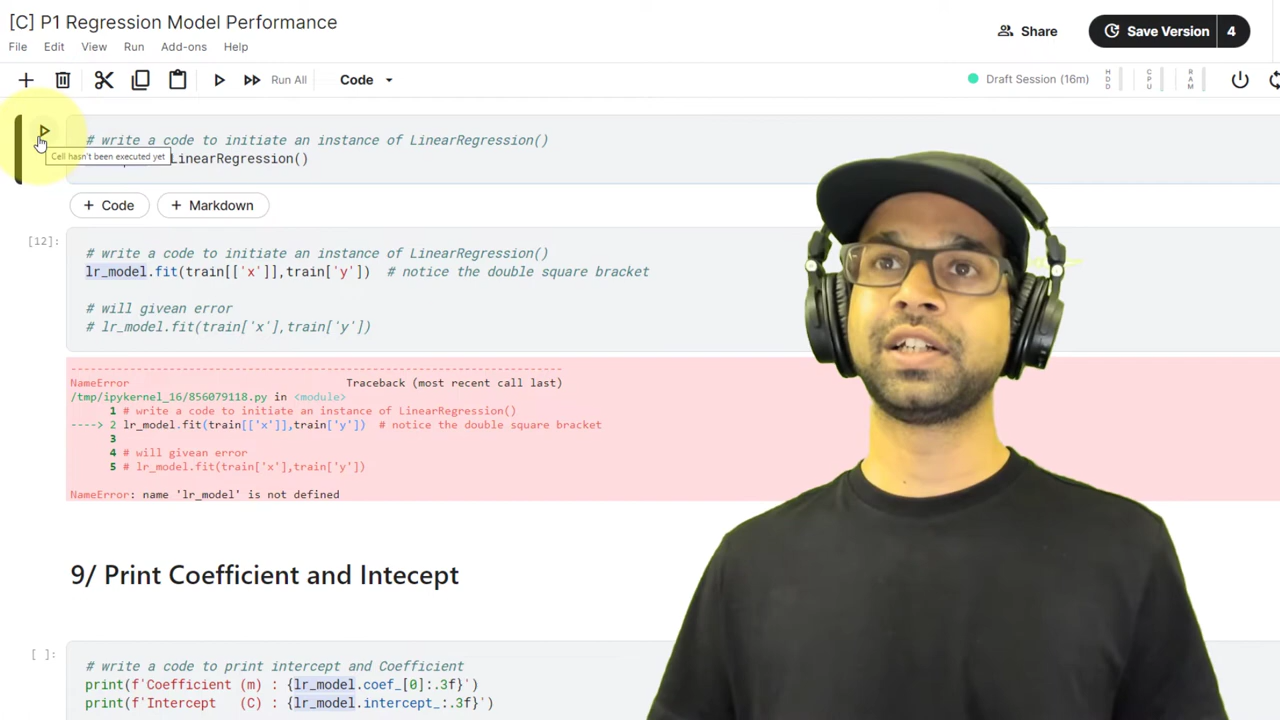 [C] P1 Regression Model Performance
File Edit View Run Add-ons Help
Share
Save Version 4
Run All
Code
Draft Session (16m)
HDD
CPU
RAM
# write a code to initiate an instance of LinearRegression()
LinearRegression()
Cell hasn't been executed yet
+ Code + Markdown
[12]:
# write a code to initiate an instance of LinearRegression()
lr_model.fit(train[['x']],train['y']) # notice the double square bracket
# will givean error
# lr_model.fit(train['x'],train['y'])
---------------------------------------------------------------------------
NameError Traceback (most recent call last)
/tmp/ipykernel_16/856079118.py in <module>
1 # write a code to initiate an instance of LinearRegression()
----> 2 lr_model.fit(train[['x']],train['y']) # notice the double square bracket
3
4 # will givean error
5 # lr_model.fit(train['x'],train['y'])
NameError: name 'lr_model' is not defined
9/ Print Coefficient and Intecept
[ ]:
# write a code to print intercept and Coefficient
print(f'Coefficient (m) : {lr_model.coef_[0]:.3f}')
print(f'Intercept (C) : {lr_model.intercept_:.3f}')